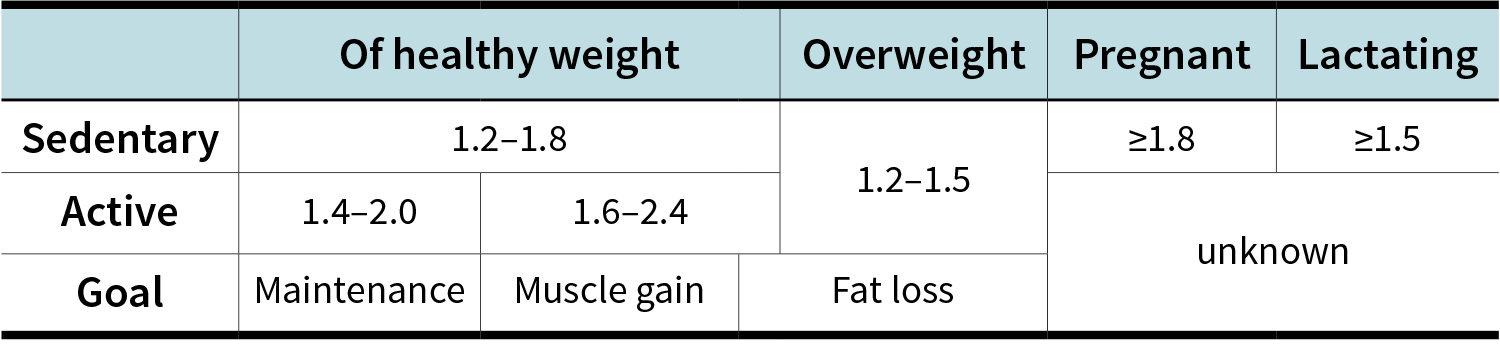 Of healthy weight Overweight Pregnant Lactating
Sedentary 1.2–1.8 1.2–1.5 ≥1.8 ≥1.5
Active 1.4–2.0 1.6–2.4 unknown
Goal Maintenance Muscle gain Fat loss